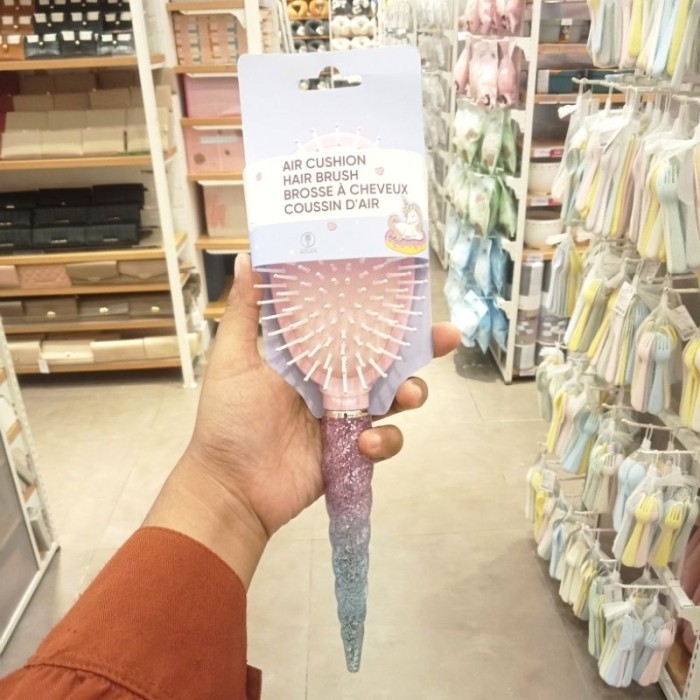 AIR CUSHION
HAIR BRUSH
BROSSE À CHEVEUX
COUSSIN D'AIR